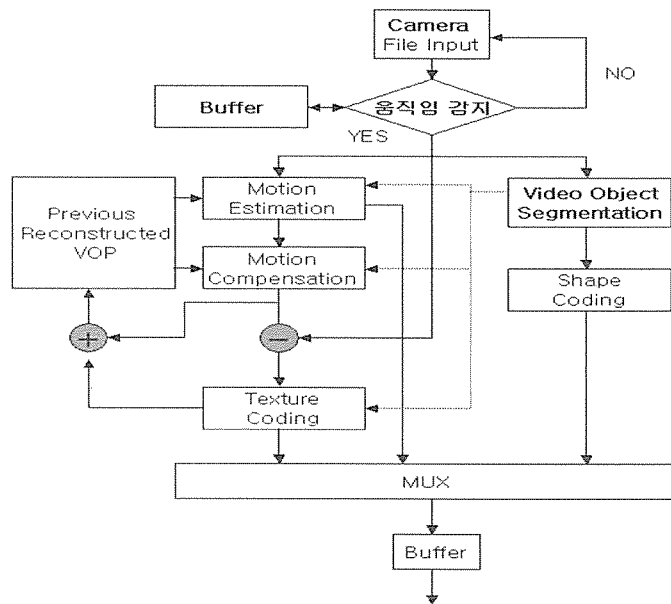 Camera
File Input
NO
Buffer
움직임 감지
YES
Motion
Estimation
Video Object
Segmentation
Previous
Reconstructed
VOP
Motion
Compensation
Shape
Coding
+
−
Texture
Coding
MUX
Buffer